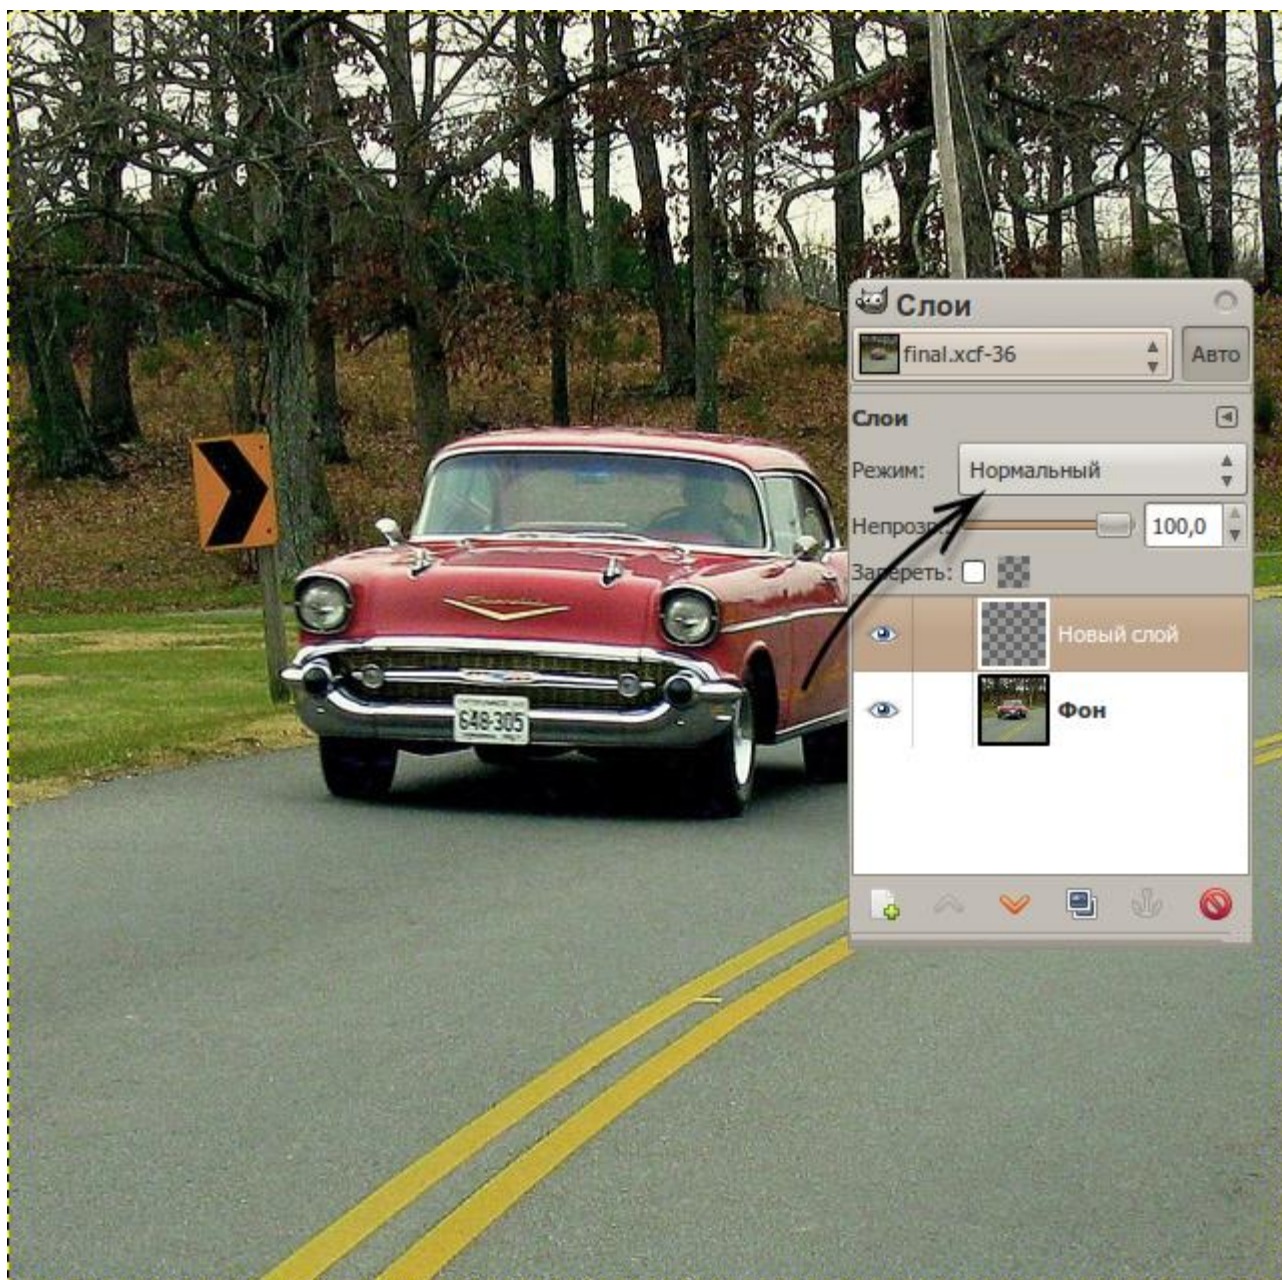 Слои
final.xcf-36
Авто
Слои
Режим: Нормальный
Непрозр.: 100,0
Запереть:
Новый слой
Фон
648-305